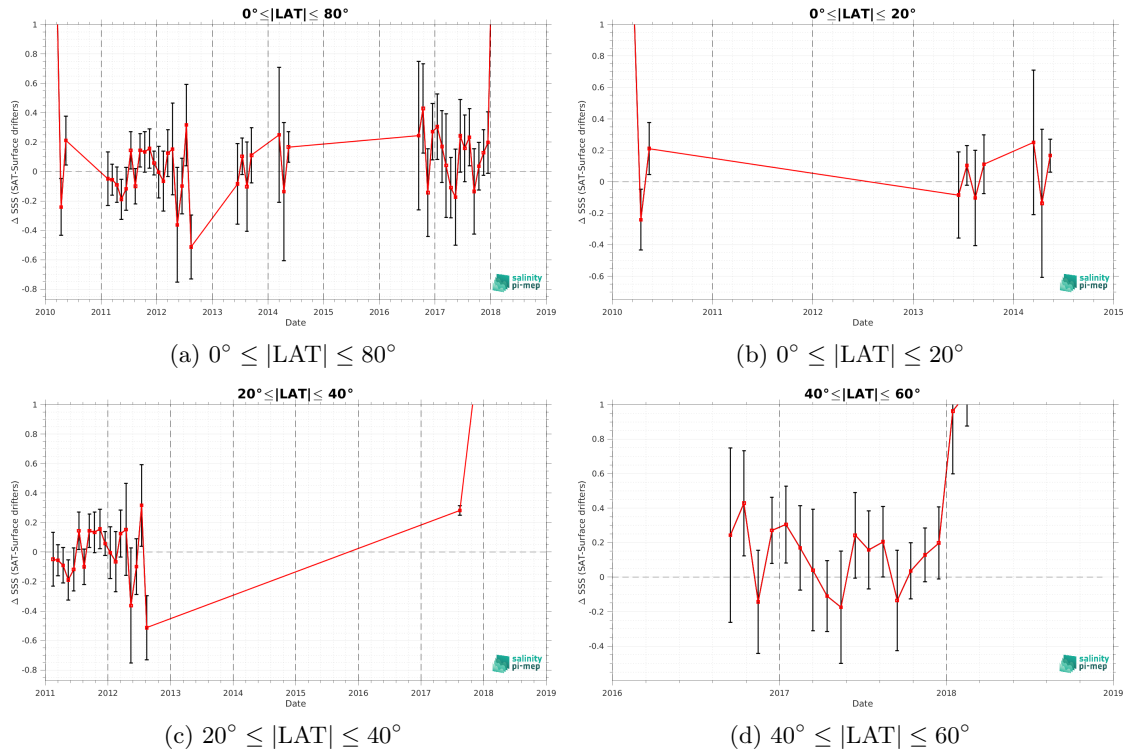 0°≤|LAT|≤ 80°
1
0.8
0.6
0.4
0.2
0
-0.2
-0.4
-0.6
-0.8
Δ SSS (SAT-Surface drifters)
2010 2011 2012 2013 2014 2015 2016 2017 2018 2019
Date
salinity
pi-mep
(a) 0° ≤ |LAT| ≤ 80°
0°≤|LAT|≤ 20°
1
0.8
0.6
0.4
0.2
0
-0.2
-0.4
-0.6
Δ SSS (SAT-Surface drifters)
2010 2011 2012 2013 2014 2015
Date
salinity
pi-mep
(b) 0° ≤ |LAT| ≤ 20°
20°≤|LAT|≤ 40°
1
0.8
0.6
0.4
0.2
0
-0.2
-0.4
-0.6
-0.8
Δ SSS (SAT-Surface drifters)
2011 2012 2013 2014 2015 2016 2017 2018 2019
Date
salinity
pi-mep
(c) 20° ≤ |LAT| ≤ 40°
40°≤|LAT|≤ 60°
1
0.8
0.6
0.4
0.2
0
-0.2
-0.4
Δ SSS (SAT-Surface drifters)
2016 2017 2018 2019
Date
salinity
pi-mep
(d) 40° ≤ |LAT| ≤ 60°